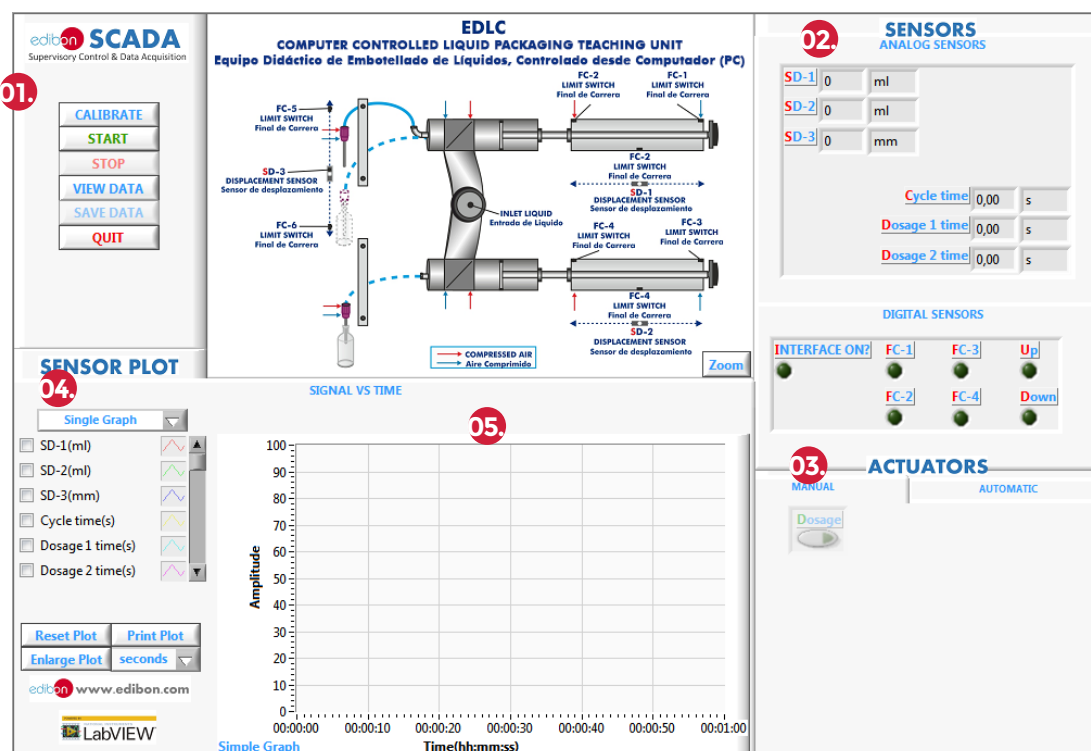 edibon SCADA
Supervisory Control & Data Acquisition
01.
CALIBRATE
START
STOP
VIEW DATA
SAVE DATA
QUIT
EDLC
COMPUTER CONTROLLED LIQUID PACKAGING TEACHING UNIT
Equipo Didáctico de Embotellado de Líquidos, Controlado desde Computador (PC)
FC-2
LIMIT SWITCH
Final de Carrera
FC-1
LIMIT SWITCH
Final de Carrera
FC-5
LIMIT SWITCH
Final de Carrera
SD-3
DISPLACEMENT SENSOR
Sensor de desplazamiento
FC-2
LIMIT SWITCH
Final de Carrera
SD-1
DISPLACEMENT SENSOR
Sensor de desplazamiento
INLET LIQUID
Entrada de Líquido
FC-6
LIMIT SWITCH
Final de Carrera
FC-4
LIMIT SWITCH
Final de Carrera
FC-3
LIMIT SWITCH
Final de Carrera
FC-4
LIMIT SWITCH
Final de Carrera
SD-2
DISPLACEMENT SENSOR
Sensor de desplazamiento
COMPRESSED AIR
Aire Comprimido
Zoom
02.
SENSORS
ANALOG SENSORS
SD-1 0 ml
SD-2 0 ml
SD-3 0 mm
Cycle time 0,00 s
Dosage 1 time 0,00 s
Dosage 2 time 0,00 s
DIGITAL SENSORS
INTERFACE ON? FC-1 FC-3 Up
FC-2 FC-4 Down
03.
ACTUATORS
MANUAL AUTOMATIC
Dosage
SENSOR PLOT
04.
Single Graph
SD-1(ml)
SD-2(ml)
SD-3(mm)
Cycle time(s)
Dosage 1 time(s)
Dosage 2 time(s)
Reset Plot Print Plot
Enlarge Plot seconds
edibon www.edibon.com
POWERED BY
NATIONAL INSTRUMENTS
LabVIEW
SIGNAL VS TIME
05.
100
90
80
70
60
50
40
30
20
10
0
Amplitude
00:00:00 00:00:10 00:00:20 00:00:30 00:00:40 00:00:50 00:01:00
Simple Graph
Time(hh:mm:ss)